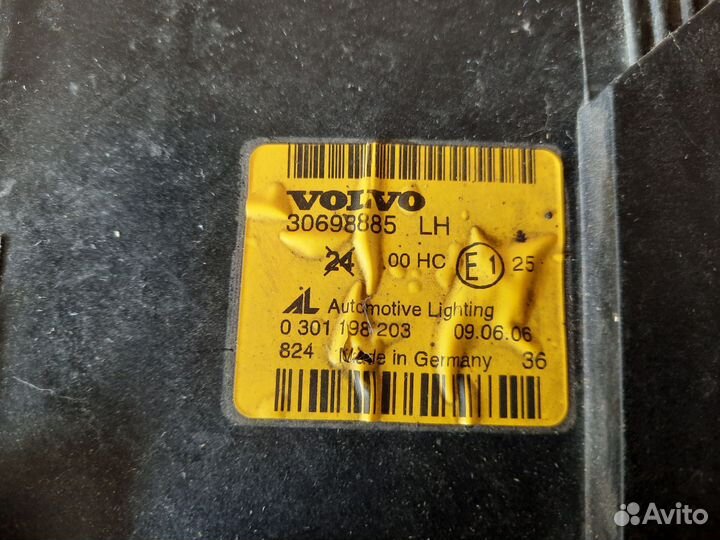 VOLVO
30698885 LH
24 .00 HC E1 25
AL Automotive Lighting
0 301 198 203 09.06.06
824 Made in Germany 36
Avito